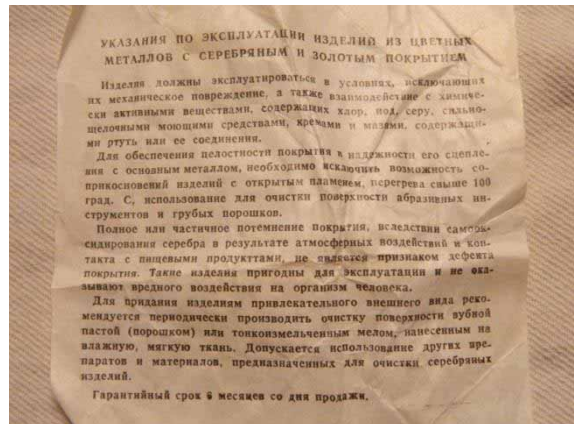 УКАЗАНИЯ ПО ЭКСПЛУАТАЦИИ ИЗДЕЛИЙ ИЗ ЦВЕТНЫХ
МЕТАЛЛОВ С СЕРЕБРЯНЫМ И ЗОЛОТЫМ ПОКРЫТИЕМ
Изделия должны эксплуатироваться в условиях, исключающих
их механическое повреждение, а также взаимодействие с химиче-
ски активными веществами, содержащих хлор, иод, серу, сильно-
щелочными моющими средствами, кремами и мазями, содержащи-
ми ртуть или ее соединения.
Для обеспечения целостности покрытия и надежности его сцепле-
ния с основным металлом, необходимо исключить возможность со-
прикосновений изделий с открытым пламенем, перегрева свыше 100
град. С, использование для очистки поверхности абразивных ин-
струментов и грубых порошков.
Полное или частичное потемнение покрытия, вследствии самоок-
сидирования серебра в результате атмосферных воздействий и кон-
такта с пищевыми продуктами, не является признаком дефекта
покрытия. Такие изделия пригодны для эксплуатации и не ока-
зывают вредного воздействия на организм человека.
Для придания изделиям привлекательного внешнего вида реко-
мендуется периодически производить очистку поверхности зубной
пастой (порошком) или тонкоизмельченным мелом, нанесенным на
влажную, мягкую ткань. Допускается использование других пре-
паратов и материалов, предназначенных для очистки серебряных
изделий.
Гарантийный срок 6 месяцев со дня продажи.